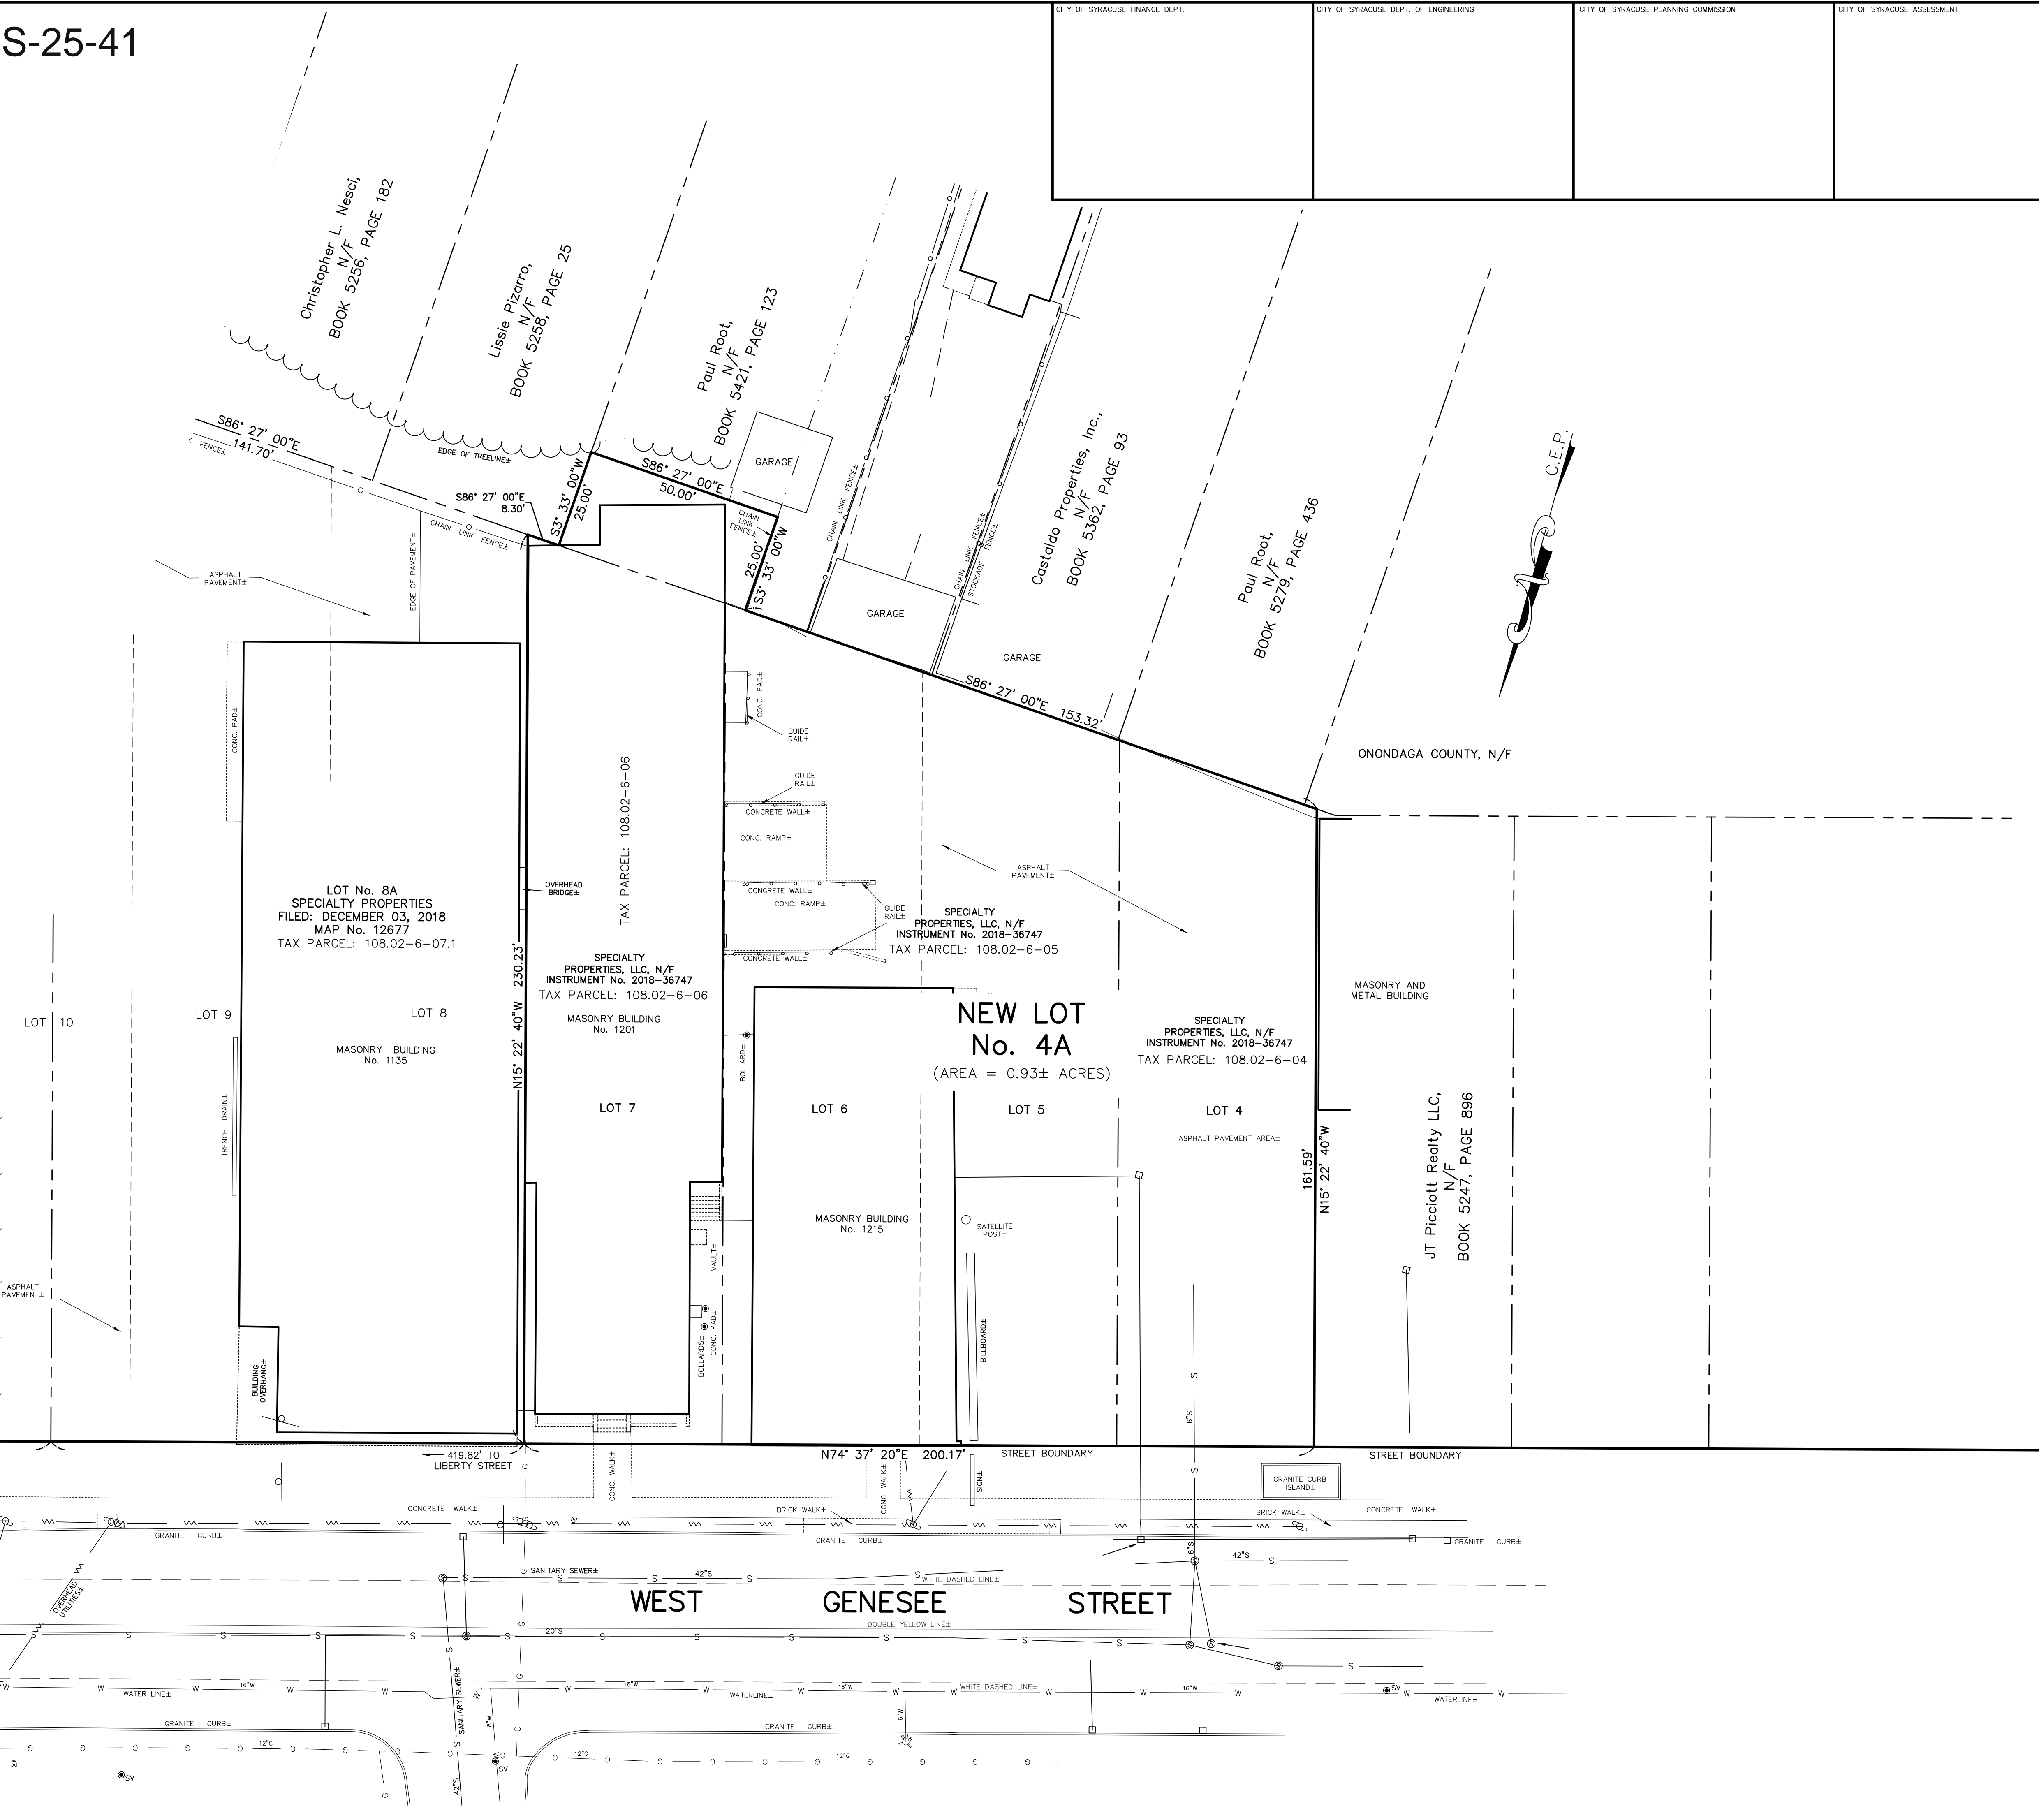 S-25-41
CITY OF SYRACUSE FINANCE DEPT.
CITY OF SYRACUSE DEPT. OF ENGINEERING
CITY OF SYRACUSE PLANNING COMMISSION
CITY OF SYRACUSE ASSESSMENT
Christopher L. Nesci,
N/F
BOOK 5256, PAGE 182
Lissie Pizarro,
N/F
BOOK 5258, PAGE 25
Paul Root,
N/F
BOOK 5421, PAGE 123
Castaldo Properties, Inc.,
N/F
BOOK 5362, PAGE 93
Paul Root,
N/F
BOOK 5279, PAGE 436
C.E.P.
S86° 27' 00"E
141.70'
FENCE±
EDGE OF TREELINE±
CHAIN LINK FENCE±
S86° 27' 00"E
8.30'
S3° 33' 00"W
25.00'
S86° 27' 00"E
50.00'
GARAGE
CHAIN
LINK
FENCE±
25.00'
S3° 33' 00"W
CHAIN LINK FENCE±
GARAGE
CHAIN LINK FENCE±
STOCKADE FENCE±
GARAGE
S86° 27' 00"E 153.32'
ONONDAGA COUNTY, N/F
ASPHALT
PAVEMENT±
EDGE OF PAVEMENT±
CONC. PAD±
CONC. PAD±
GUIDE
RAIL±
GUIDE
RAIL±
CONCRETE WALL±
CONC. RAMP±
CONCRETE WALL±
CONC. RAMP±
GUIDE
RAIL±
CONCRETE WALL±
ASPHALT
PAVEMENT±
TAX PARCEL: 108.02-6-06
OVERHEAD
BRIDGE±
LOT No. 8A
SPECIALTY PROPERTIES
FILED: DECEMBER 03, 2018
MAP No. 12677
TAX PARCEL: 108.02-6-07.1
N15° 22' 40"W 230.23'
SPECIALTY
PROPERTIES, LLC, N/F
INSTRUMENT No. 2018-36747
TAX PARCEL: 108.02-6-06
MASONRY BUILDING
No. 1201
SPECIALTY
PROPERTIES, LLC, N/F
INSTRUMENT No. 2018-36747
TAX PARCEL: 108.02-6-05
NEW LOT
No. 4A
(AREA = 0.93± ACRES)
SPECIALTY
PROPERTIES, LLC, N/F
INSTRUMENT No. 2018-36747
TAX PARCEL: 108.02-6-04
MASONRY AND
METAL BUILDING
LOT 10
LOT 9
LOT 8
MASONRY BUILDING
No. 1135
TRENCH DRAIN±
BOLLARD±
LOT 7
LOT 6
LOT 5
LOT 4
ASPHALT PAVEMENT AREA±
161.59'
N15° 22' 40"W
JT Picciott Realty LLC,
N/F
BOOK 5247, PAGE 896
MASONRY BUILDING
No. 1215
SATELLITE
POST±
VAULT±
BILLBOARD±
BOLLARDS±
CONC. PAD±
ASPHALT
PAVEMENT±
BUILDING
OVERHANG±
S
6"S
419.82' TO
LIBERTY STREET
N74° 37' 20"E 200.17'
STREET BOUNDARY
STREET BOUNDARY
G
CONC. WALK±
CONC. WALK±
SIGN±
S
GRANITE CURB
ISLAND±
CONCRETE WALK±
BRICK WALK±
BRICK WALK±
CONCRETE WALK±
GRANITE CURB±
GRANITE CURB±
GRANITE CURB±
6"S
42"S S
OVERHEAD
UTILITIES±
S S
G SANITARY SEWER±
S S 42"S S S
WHITE DASHED LINE±
WEST GENESEE STREET
DOUBLE YELLOW LINE±
G
S S S S S S 20"S S S S S S S
S
S
G
W W 16"W W W
WATER LINE±
W W 16"W W 16"W W W W 16"W W
WATERLINE±
WHITE DASHED LINE±
SV
W W
WATERLINE±
SANITARY SEWER±
8"W
6"W
G
GRANITE CURB±
GRANITE CURB±
S
G G G G 12"G G G G G
G 12"G G G G G 12"G G G G G
W
SV
SV
42"S
G